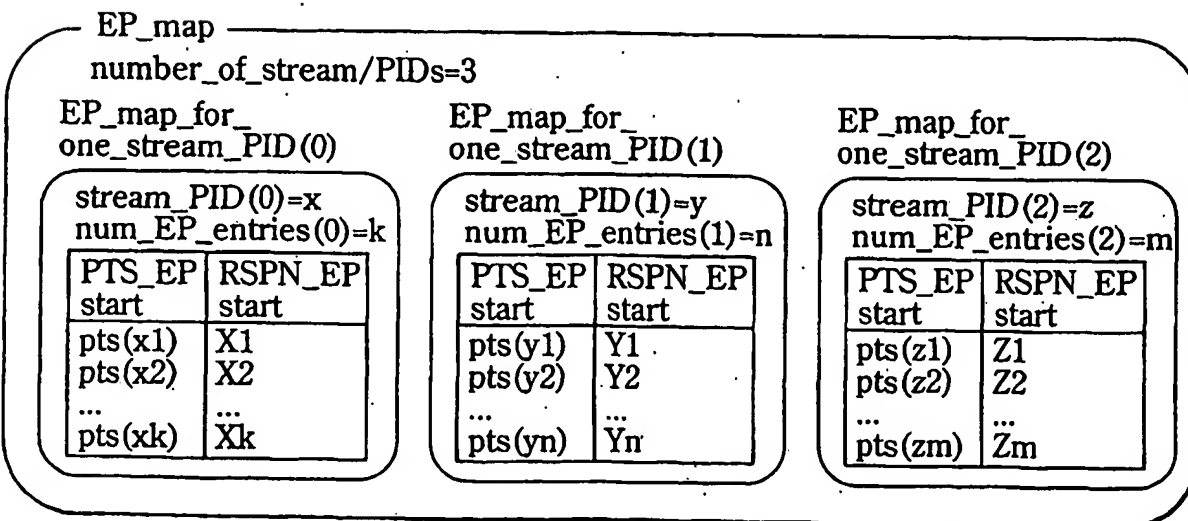 EP_map
number_of_stream/PIDs=3
EP_map_for_
one_stream_PID(0)
stream_PID(0)=x
num_EP_entries(0)=k
PTS_EP RSPN_EP
start start
pts(x1) X1
pts(x2) X2
... ...
pts(xk) Xk
EP_map_for_
one_stream_PID(1)
stream_PID(1)=y
num_EP_entries(1)=n
PTS_EP RSPN_EP
start start
pts(y1) Y1
pts(y2) Y2
... ...
pts(yn) Yn
EP_map_for_
one_stream_PID(2)
stream_PID(2)=z
num_EP_entries(2)=m
PTS_EP RSPN_EP
start start
pts(z1) Z1
pts(z2) Z2
... ...
pts(zm) Zm